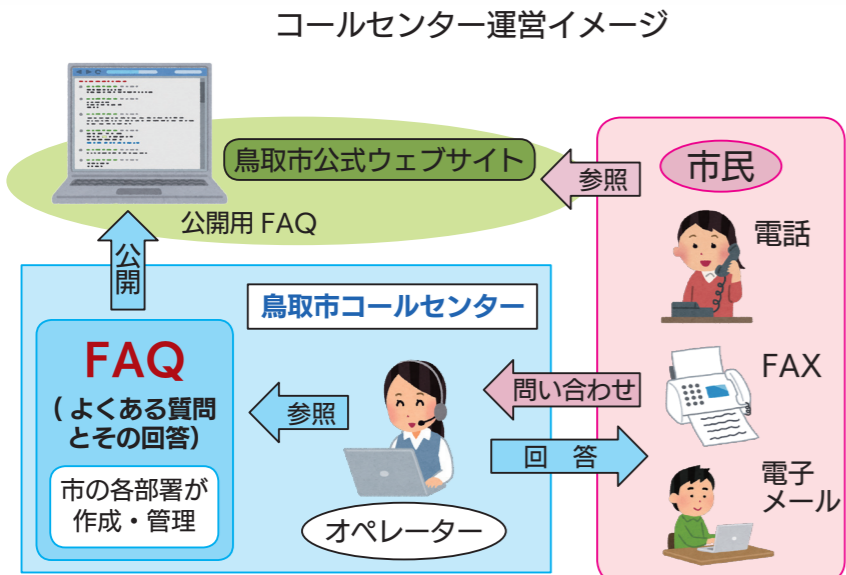 コールセンター運営イメージ
鳥取市公式ウェブサイト
公開用 FAQ
参照
市民
電話
FAX
電子
メール
公開
鳥取市コールセンター
FAQ
( よくある質問
とその回答)
市の各部署が
作成・管理
参照
オペレーター
問い合わせ
回 答